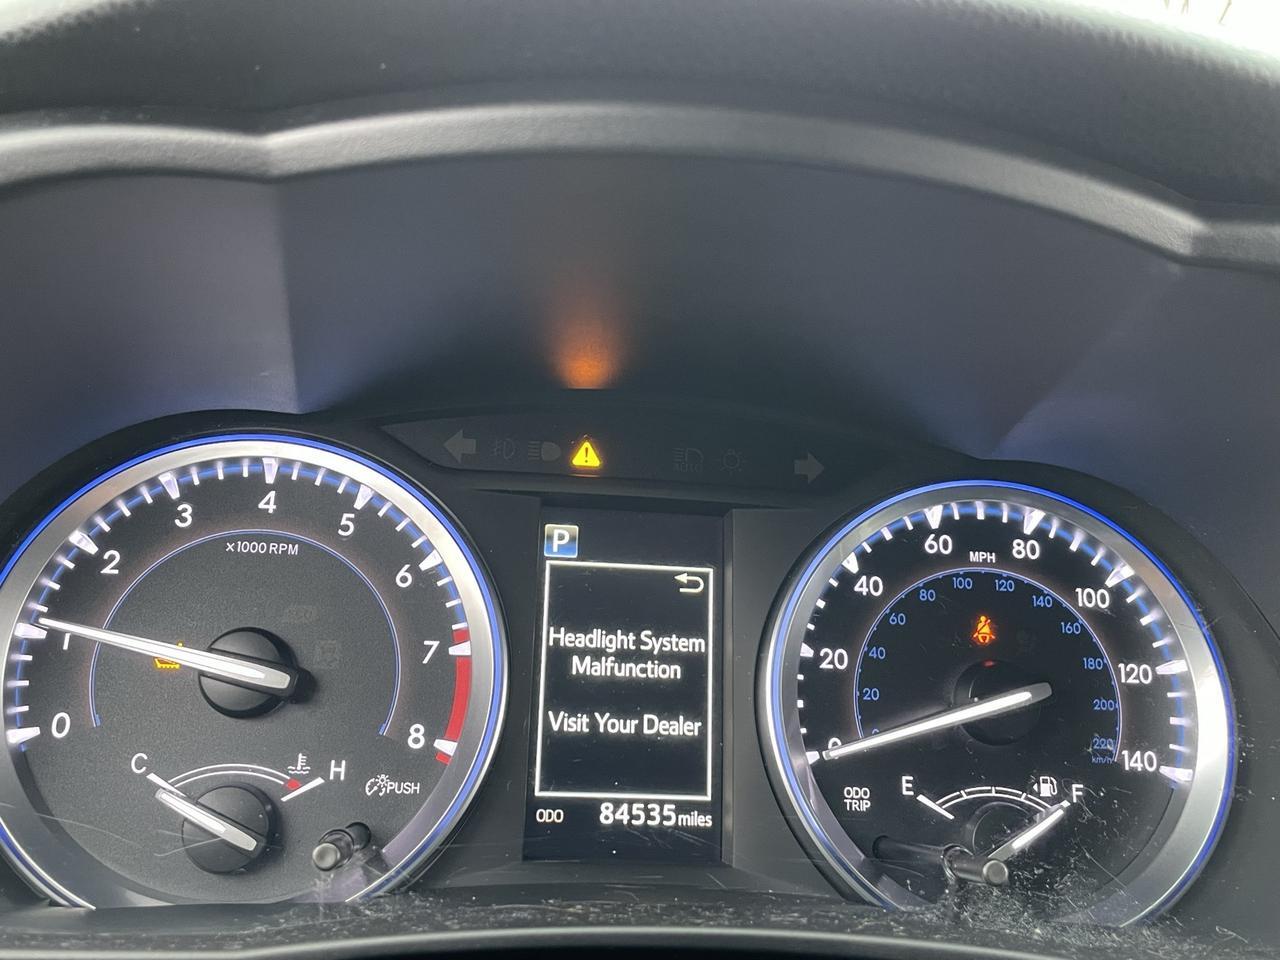 P
Headlight System
Malfunction
Visit Your Dealer
ODO 84535 miles
0 1 2 3 4 5 6 7 8
×1000 RPM
C H
PUSH
0 20 40 60 80 100 120 140
MPH
20 40 60 80 100 120 140 160 180 200 220
km/h
ODO
TRIP
E F
AUTO